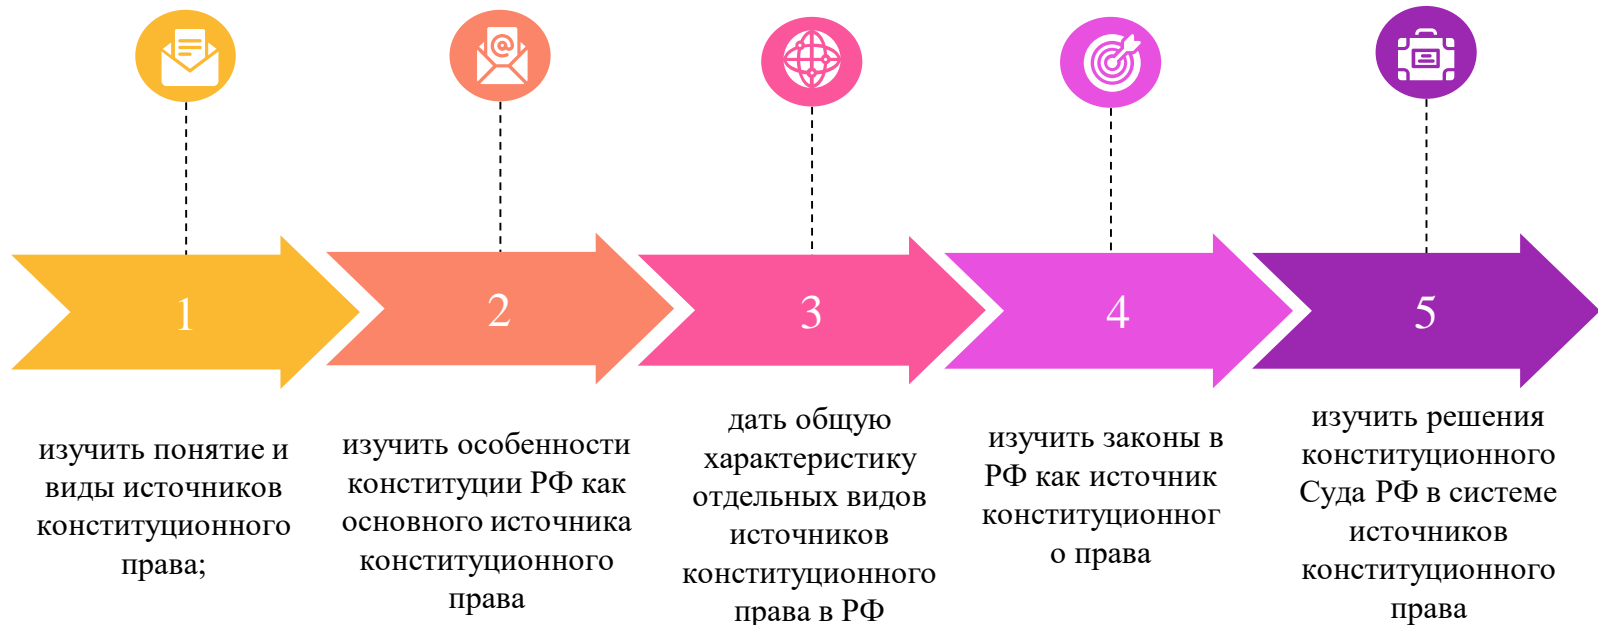 1
изучить понятие и
виды источников
конституционного
права;
2
изучить особенности
конституции РФ как
основного источника
конституционного
права
3
дать общую
характеристику
отдельных видов
источников
конституционного
права в РФ
4
изучить законы в
РФ как источник
конституционног
о права
5
изучить решения
конституционного
Суда РФ в системе
источников
конституционного
права